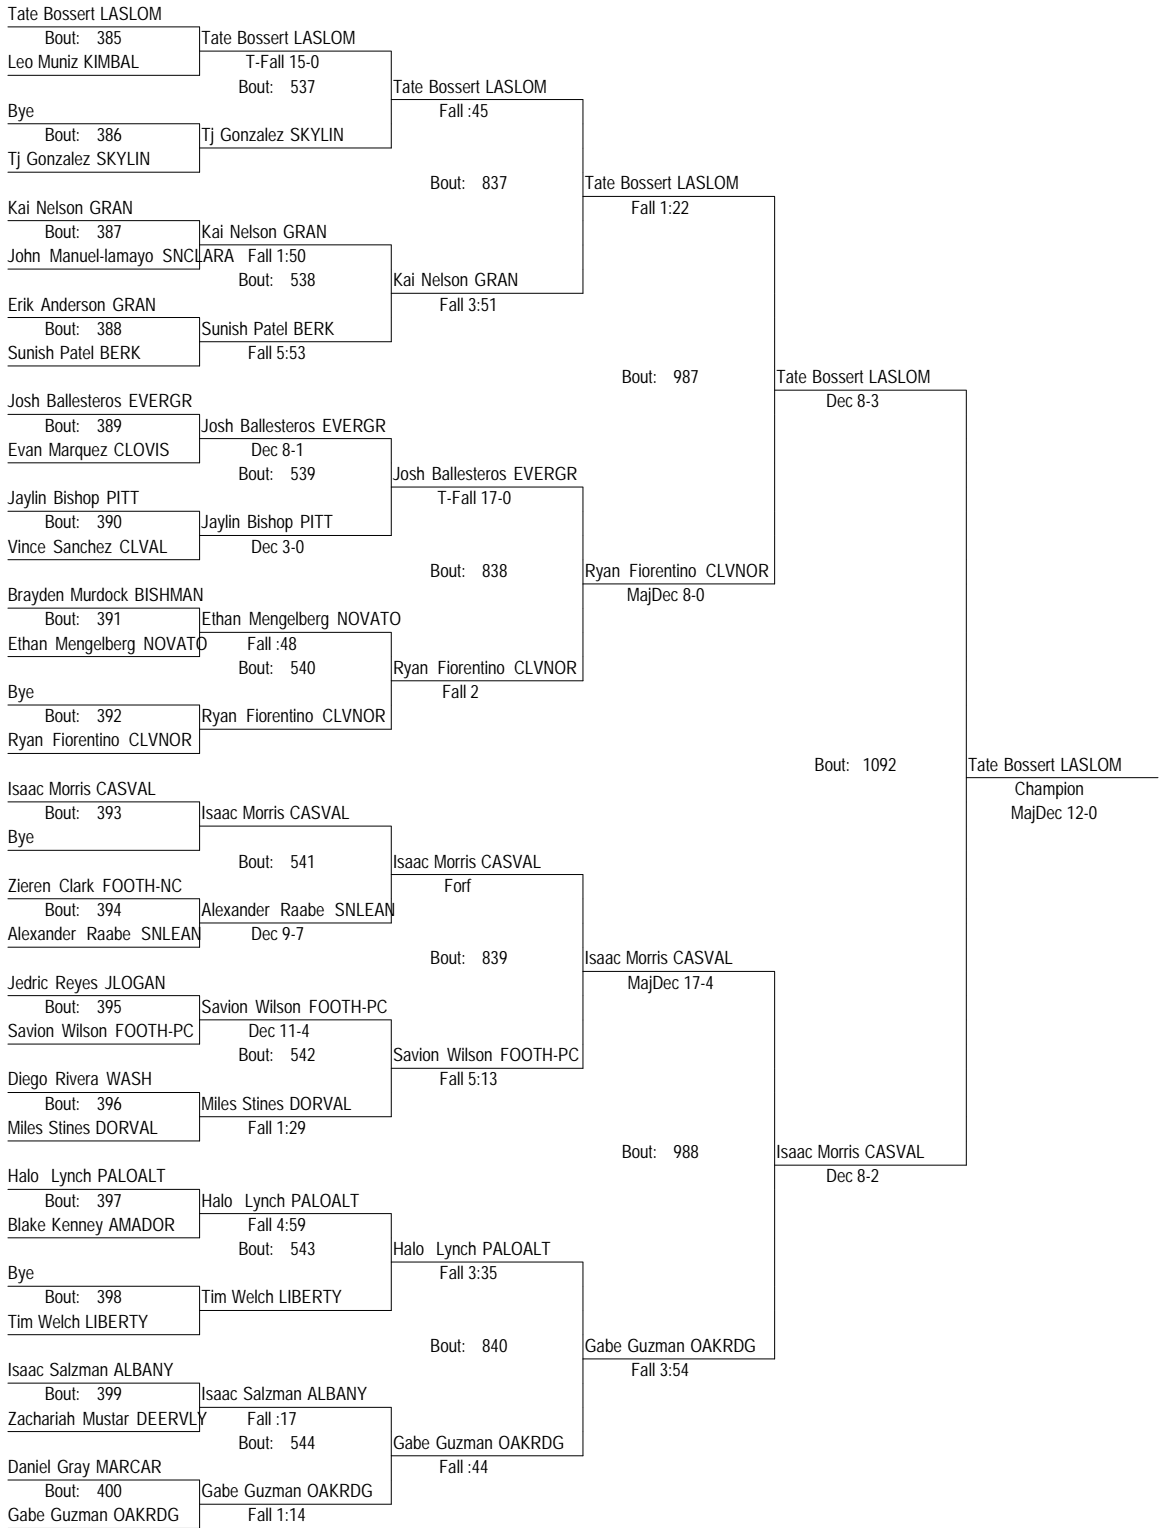 Tate Bossert LASLOM
Bout: 385
Leo Muniz KIMBAL
Bye
Bout: 386
Tj Gonzalez SKYLIN
Kai Nelson GRAN
Bout: 387
John Manuel-lamayo SNCLARA
Erik Anderson GRAN
Bout: 388
Sunish Patel BERK
Josh Ballesteros EVERGR
Bout: 389
Evan Marquez CLOVIS
Jaylin Bishop PITT
Bout: 390
Vince Sanchez CLVAL
Brayden Murdock BISHMAN
Bout: 391
Ethan Mengelberg NOVATO
Bye
Bout: 392
Ryan Fiorentino CLVNOR
Isaac Morris CASVAL
Bout: 393
Bye
Zieren Clark FOOTH-NC
Bout: 394
Alexander Raabe SNLEAN
Jedric Reyes JLOGAN
Bout: 395
Savion Wilson FOOTH-PC
Diego Rivera WASH
Bout: 396
Miles Stines DORVAL
Halo Lynch PALOALT
Bout: 397
Blake Kenney AMADOR
Bye
Bout: 398
Tim Welch LIBERTY
Isaac Salzman ALBANY
Bout: 399
Zachariah Mustar DEERVLY
Daniel Gray MARCAR
Bout: 400
Gabe Guzman OAKRDG
Tate Bossert LASLOM
T-Fall 15-0
Bout: 537
Tj Gonzalez SKYLIN
Kai Nelson GRAN
Fall 1:50
Bout: 538
Sunish Patel BERK
Fall 5:53
Josh Ballesteros EVERGR
Dec 8-1
Bout: 539
Jaylin Bishop PITT
Dec 3-0
Ethan Mengelberg NOVATO
Fall :48
Bout: 540
Ryan Fiorentino CLVNOR
Isaac Morris CASVAL
Bout: 541
Alexander Raabe SNLEAN
Dec 9-7
Savion Wilson FOOTH-PC
Dec 11-4
Bout: 542
Miles Stines DORVAL
Fall 1:29
Halo Lynch PALOALT
Fall 4:59
Bout: 543
Tim Welch LIBERTY
Isaac Salzman ALBANY
Fall :17
Bout: 544
Gabe Guzman OAKRDG
Fall 1:14
Tate Bossert LASLOM
Fall :45
Bout: 837
Kai Nelson GRAN
Fall 3:51
Josh Ballesteros EVERGR
T-Fall 17-0
Bout: 838
Ryan Fiorentino CLVNOR
Fall 2
Isaac Morris CASVAL
Forf
Bout: 839
Savion Wilson FOOTH-PC
Fall 5:13
Halo Lynch PALOALT
Fall 3:35
Bout: 840
Gabe Guzman OAKRDG
Fall :44
Tate Bossert LASLOM
Fall 1:22
Bout: 987
Ryan Fiorentino CLVNOR
MajDec 8-0
Isaac Morris CASVAL
MajDec 17-4
Bout: 988
Gabe Guzman OAKRDG
Fall 3:54
Tate Bossert LASLOM
Dec 8-3
Bout: 1092
Isaac Morris CASVAL
Dec 8-2
Tate Bossert LASLOM
Champion
MajDec 12-0